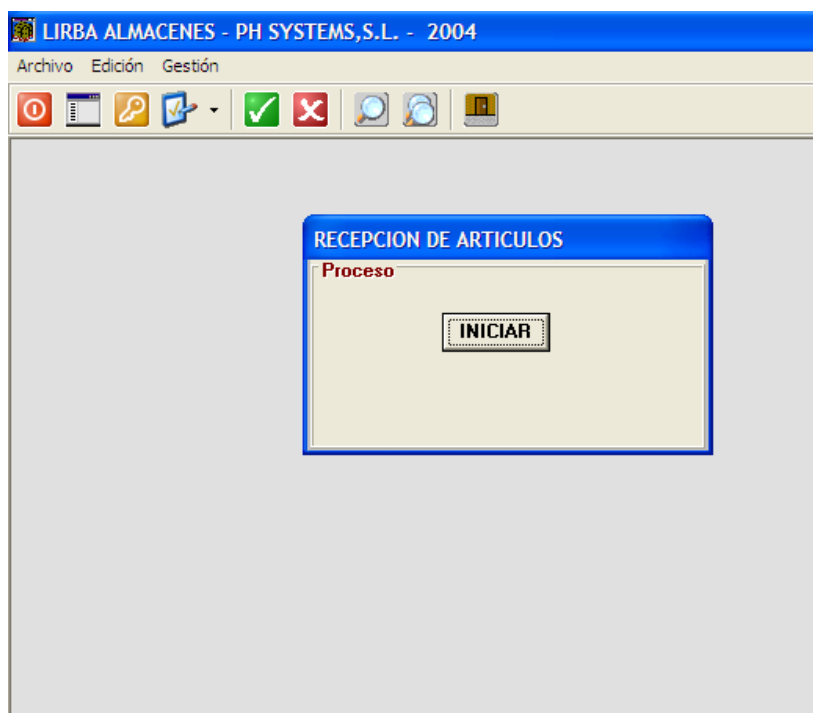 LIRBA ALMACENES - PH SYSTEMS,S.L. - 2004
Archivo Edición Gestión
RECEPCION DE ARTICULOS
Proceso
INICIAR